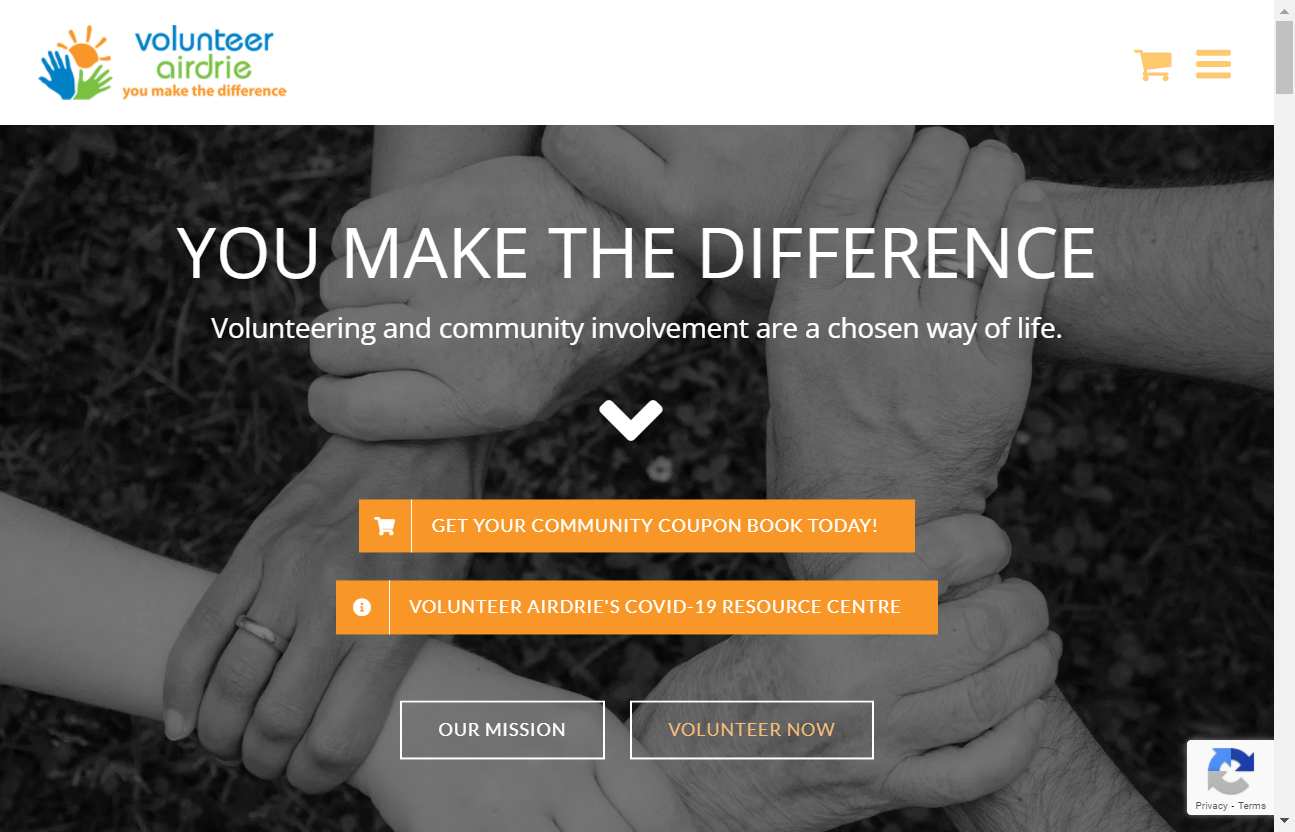 volunteer
airdrie
you make the difference
YOU MAKE THE DIFFERENCE
Volunteering and community involvement are a chosen way of life.
GET YOUR COMMUNITY COUPON BOOK TODAY!
VOLUNTEER AIRDRIE'S COVID-19 RESOURCE CENTRE
OUR MISSION
VOLUNTEER NOW
Privacy - Terms